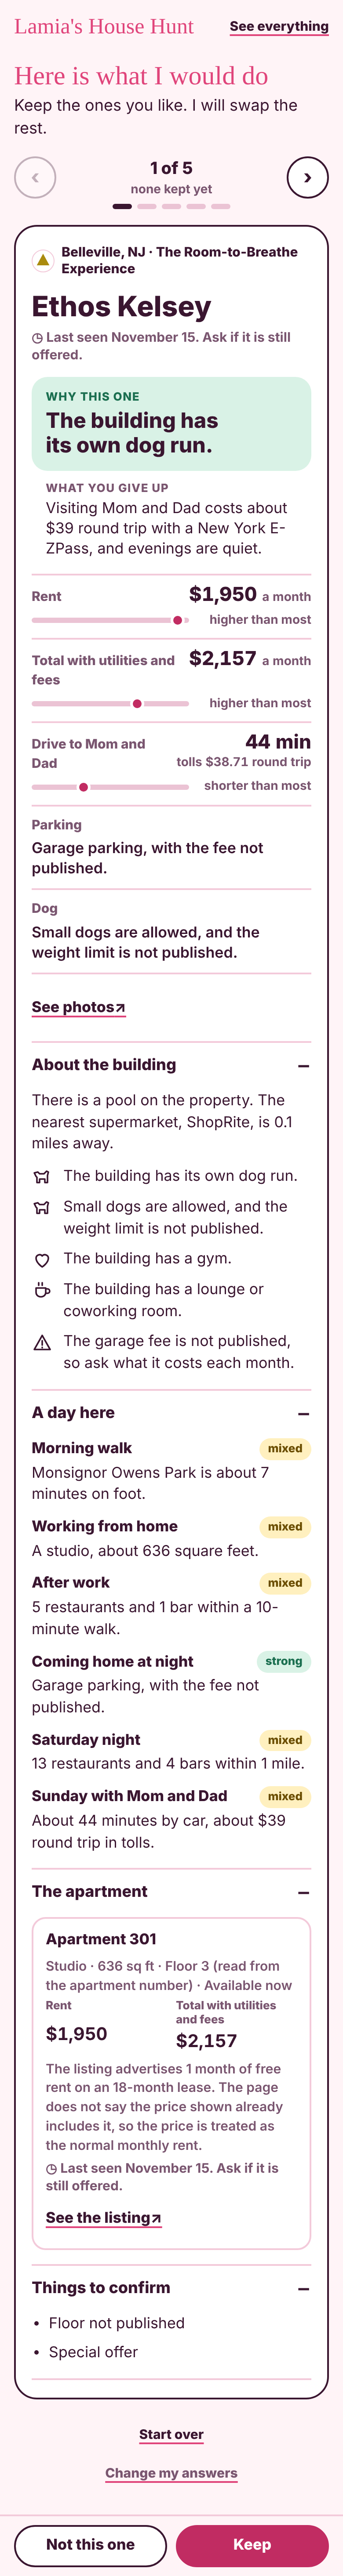 Lamia's House Hunt
See everything
Here is what I would do
Keep the ones you like. I will swap the
rest.
‹
1 of 5
none kept yet
›
Belleville, NJ · The Room-to-Breathe
Experience
Ethos Kelsey
Last seen November 15. Ask if it is still
offered.
WHY THIS ONE
The building has
its own dog run.
WHAT YOU GIVE UP
Visiting Mom and Dad costs about
$39 round trip with a New York E-
ZPass, and evenings are quiet.
Rent
$1,950 a month
higher than most
Total with utilities and
fees
$2,157 a month
higher than most
Drive to Mom and
Dad
44 min
tolls $38.71 round trip
shorter than most
Parking
Garage parking, with the fee not
published.
Dog
Small dogs are allowed, and the
weight limit is not published.
See photos↗
About the building −
There is a pool on the property. The
nearest supermarket, ShopRite, is 0.1
miles away.
The building has its own dog run.
Small dogs are allowed, and the
weight limit is not published.
The building has a gym.
The building has a lounge or
coworking room.
The garage fee is not published,
so ask what it costs each month.
A day here −
Morning walk mixed
Monsignor Owens Park is about 7
minutes on foot.
Working from home mixed
A studio, about 636 square feet.
After work mixed
5 restaurants and 1 bar within a 10-
minute walk.
Coming home at night strong
Garage parking, with the fee not
published.
Saturday night mixed
13 restaurants and 4 bars within 1 mile.
Sunday with Mom and Dad mixed
About 44 minutes by car, about $39
round trip in tolls.
The apartment −
Apartment 301
Studio · 636 sq ft · Floor 3 (read from
the apartment number) · Available now
Rent
$1,950
Total with utilities
and fees
$2,157
The listing advertises 1 month of free
rent on an 18-month lease. The page
does not say the price shown already
includes it, so the price is treated as
the normal monthly rent.
Last seen November 15. Ask if it is
still offered.
See the listing↗
Things to confirm −
• Floor not published
• Special offer
Start over
Change my answers
Not this one
Keep